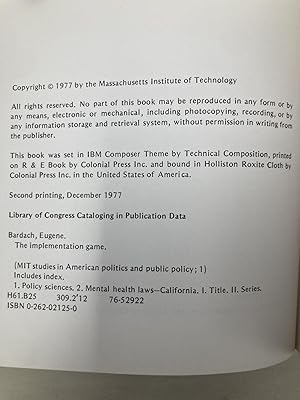 Copyright © 1977 by the Massachusetts Institute of Technology
All rights reserved. No part of this book may be reproduced in any form or by
any means, electronic or mechanical, including photocopying, recording, or by
any information storage and retrieval system, without permission in writing from
the publisher.
This book was set in IBM Composer Theme by Technical Composition, printed
on R & E Book by Colonial Press Inc. and bound in Holliston Roxite Cloth by
Colonial Press Inc. in the United States of America.
Second printing, December 1977
Library of Congress Cataloging in Publication Data
Bardach, Eugene.
The implementation game.
(MIT studies in American politics and public policy; 1)
Includes index.
1. Policy sciences. 2. Mental health laws—California. I. Title. II. Series.
H61.B25 309.2'12 76-52922
ISBN 0-262-02125-0